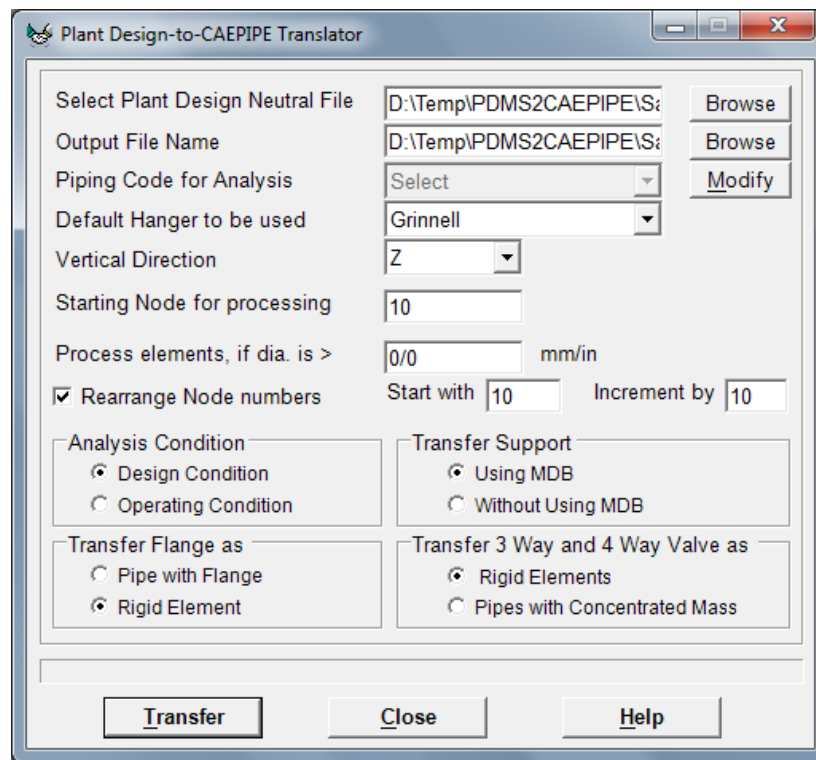 Plant Design-to-CAEPIPE Translator
Select Plant Design Neutral File D:\Temp\PDMS2CAEPIPE\Sa Browse
Output File Name D:\Temp\PDMS2CAEPIPE\Sa Browse
Piping Code for Analysis Select Modify
Default Hanger to be used Grinnell
Vertical Direction Z
Starting Node for processing 10
Process elements, if dia. is > 0/0 mm/in
Rearrange Node numbers Start with 10 Increment by 10
Analysis Condition
Design Condition
Operating Condition
Transfer Support
Using MDB
Without Using MDB
Transfer Flange as
Pipe with Flange
Rigid Element
Transfer 3 Way and 4 Way Valve as
Rigid Elements
Pipes with Concentrated Mass
Transfer Close Help